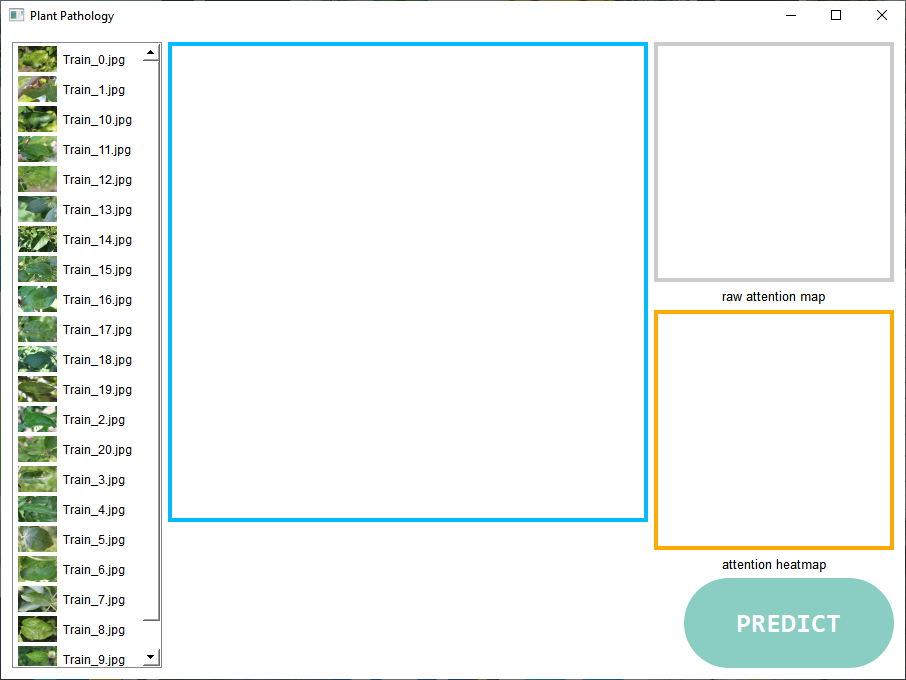 Plant Pathology
Train_0.jpg
Train_1.jpg
Train_10.jpg
Train_11.jpg
Train_12.jpg
Train_13.jpg
Train_14.jpg
Train_15.jpg
Train_16.jpg
Train_17.jpg
Train_18.jpg
Train_19.jpg
Train_2.jpg
Train_20.jpg
Train_3.jpg
Train_4.jpg
Train_5.jpg
Train_6.jpg
Train_7.jpg
Train_8.jpg
Train_9.jpg
raw attention map
attention heatmap
PREDICT